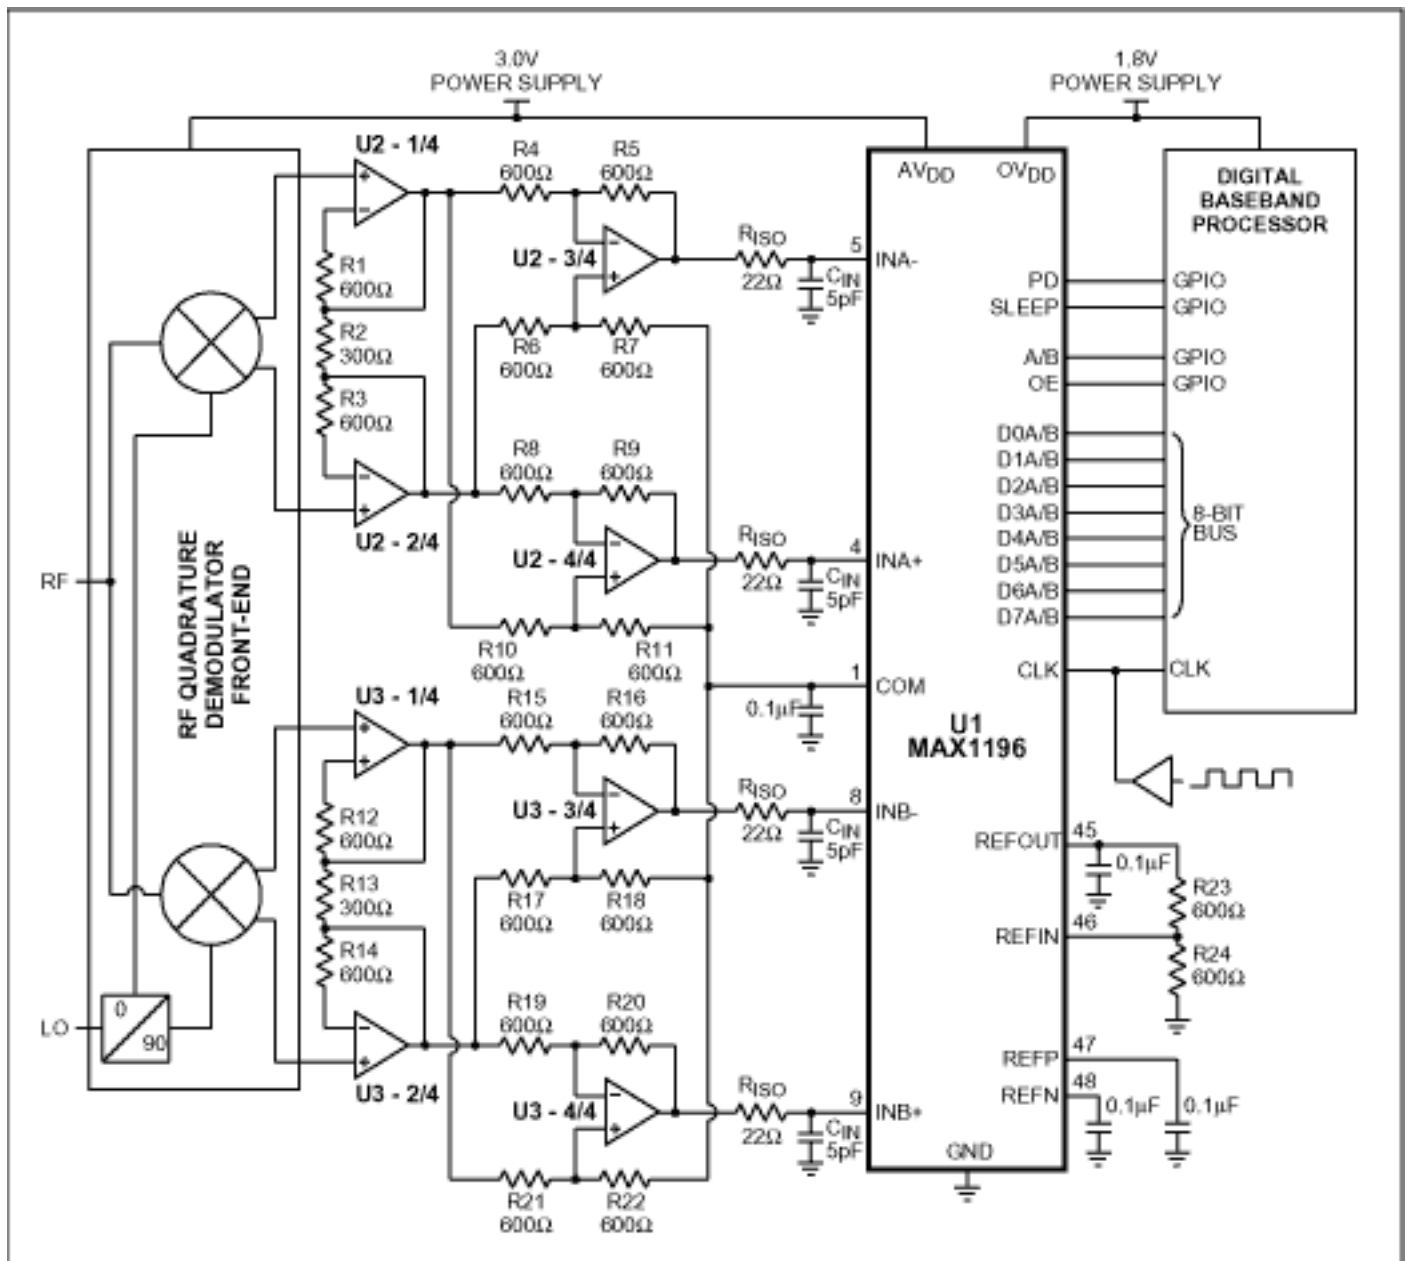 3.0V
POWER SUPPLY
1.8V
POWER SUPPLY
U2 - 1/4
R4
600Ω
R5
600Ω
AVDD
OVDD
DIGITAL
BASEBAND
PROCESSOR
R1
600Ω
U2 - 3/4
RISO
22Ω
5
INA-
CIN
5pF
PD
GPIO
SLEEP
GPIO
R2
300Ω
R6
600Ω
R7
600Ω
A/B
GPIO
OE
GPIO
R3
600Ω
R8
600Ω
R9
600Ω
D0A/B
D1A/B
D2A/B
D3A/B
D4A/B
D5A/B
D6A/B
D7A/B
8-BIT
BUS
U2 - 2/4
U2 - 4/4
RISO
22Ω
4
INA+
CIN
5pF
RF
RF QUADRATURE
DEMODULATOR
FRONT-END
R10
600Ω
R11
600Ω
CLK
CLK
1
COM
0.1µF
U1
MAX1196
U3 - 1/4
R15
600Ω
R16
600Ω
U3 - 3/4
RISO
22Ω
8
INB-
CIN
5pF
R12
600Ω
R13
300Ω
R14
600Ω
R17
600Ω
R18
600Ω
REFOUT
45
0.1µF
R23
600Ω
REFIN
46
R24
600Ω
LO
0
90
R19
600Ω
R20
600Ω
U3 - 2/4
U3 - 4/4
RISO
22Ω
9
INB+
CIN
5pF
REFP
47
REFN
48
0.1µF
0.1µF
GND
R21
600Ω
R22
600Ω
+
-
-
+
-
+
-
+
+
+
-
+
-
+
-
+